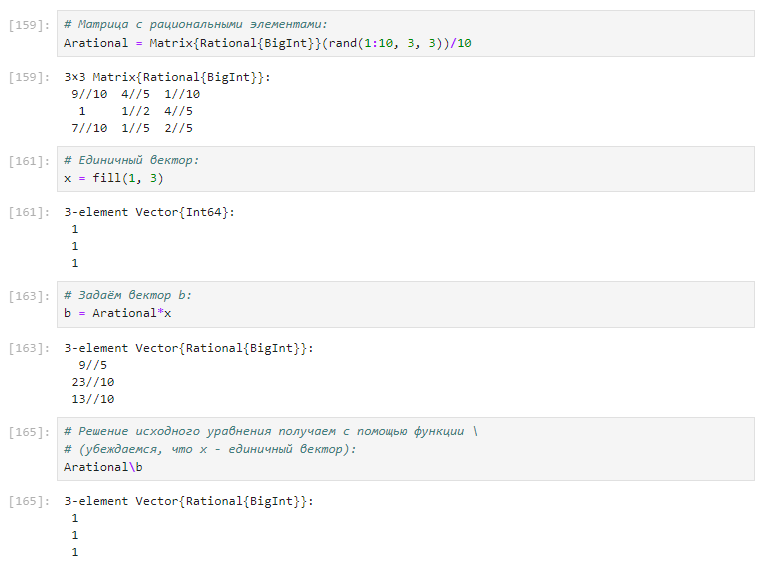 [159]: # Матрица с рациональными элементами:
Arational = Matrix{Rational{BigInt}}(rand(1:10, 3, 3))/10
[159]: 3×3 Matrix{Rational{BigInt}}:
9//10 4//5 1//10
1 1//2 4//5
7//10 1//5 2//5
[161]: # Единичный вектор:
x = fill(1, 3)
[161]: 3-element Vector{Int64}:
1
1
1
[163]: # Задаём вектор b:
b = Arational*x
[163]: 3-element Vector{Rational{BigInt}}:
9//5
23//10
13//10
[165]: # Решение исходного уравнения получаем с помощью функции \
# (убеждаемся, что x - единичный вектор):
Arational\b
[165]: 3-element Vector{Rational{BigInt}}:
1
1
1